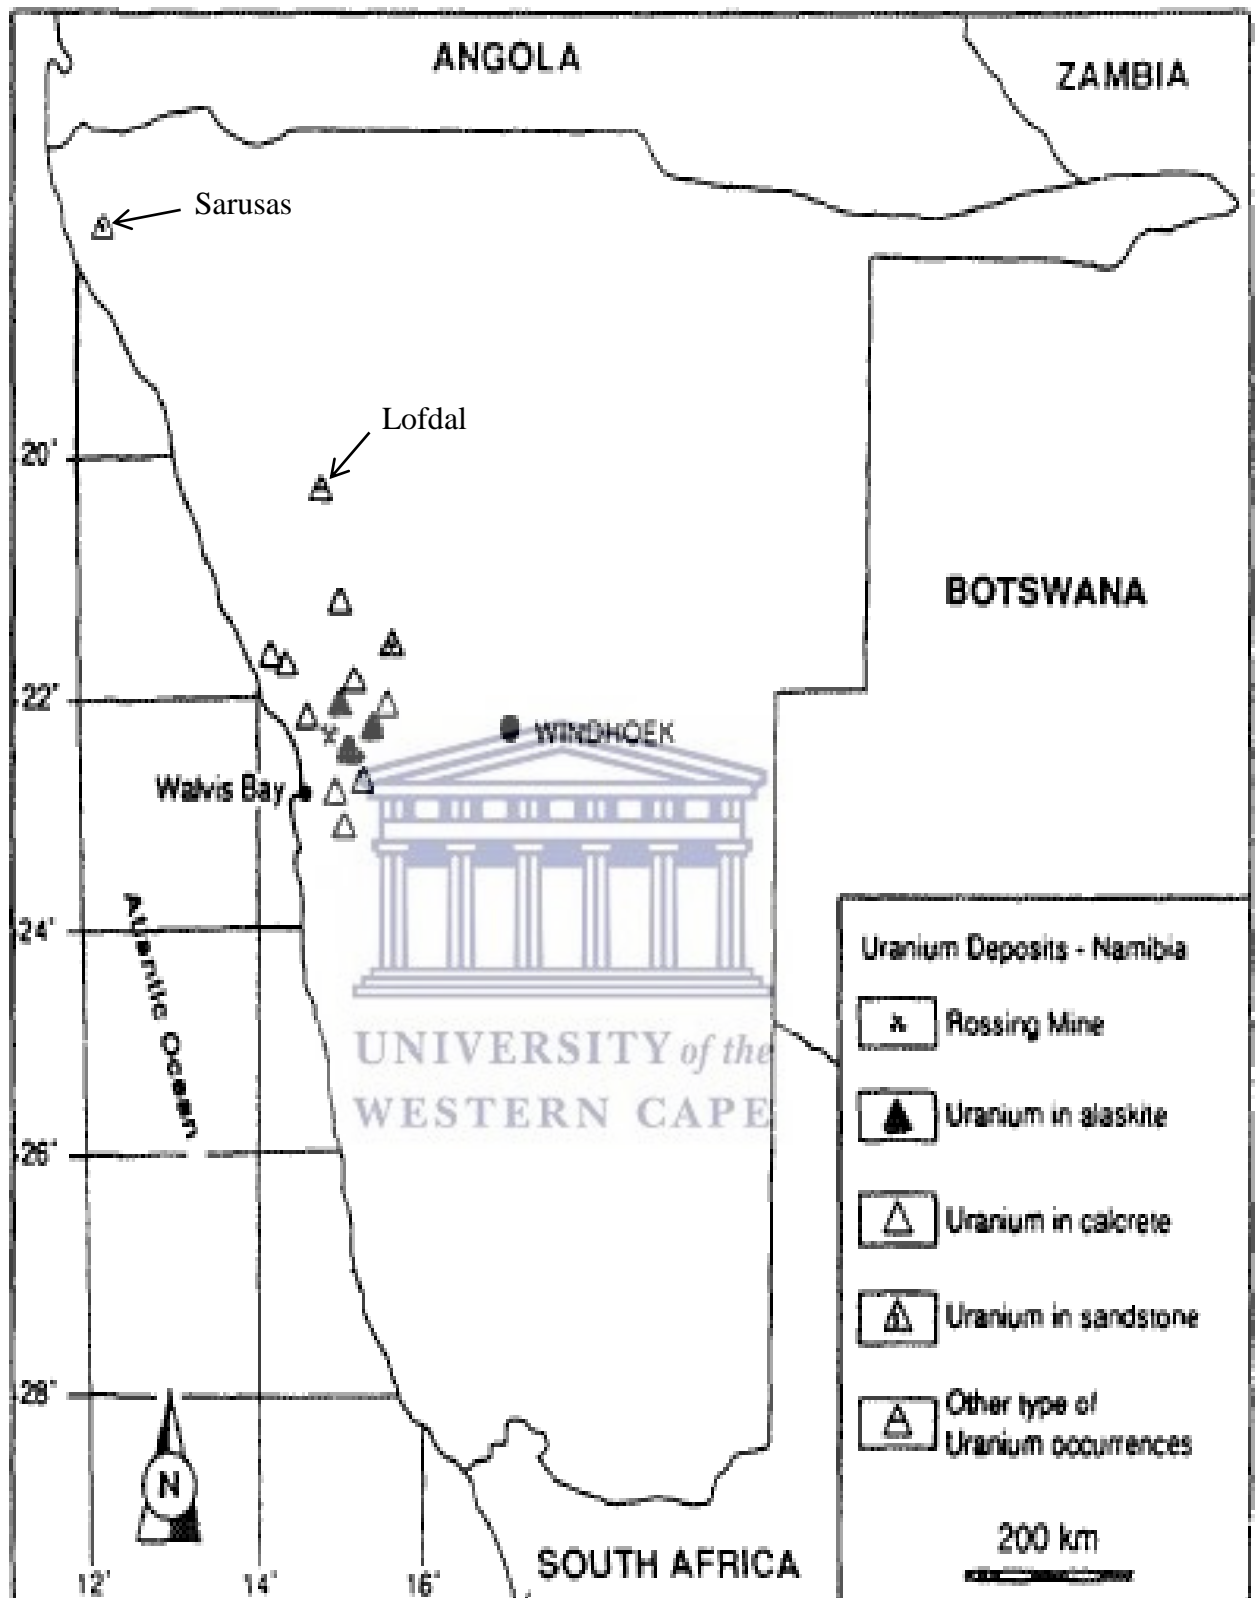 ANGOLA
ZAMBIA
Sarusas
Lofdal
20°
BOTSWANA
22°
WINDHOEK
Walvis Bay
24°
Atlantic Ocean
Uranium Deposits - Namibia
x Rossing Mine
UNIVERSITY of the
WESTERN CAPE
Uranium in alaskite
26°
Uranium in calcrete
Uranium in sandstone
28°
Other type of
Uranium occurrences
N
200 km
SOUTH AFRICA
12° 14° 16°